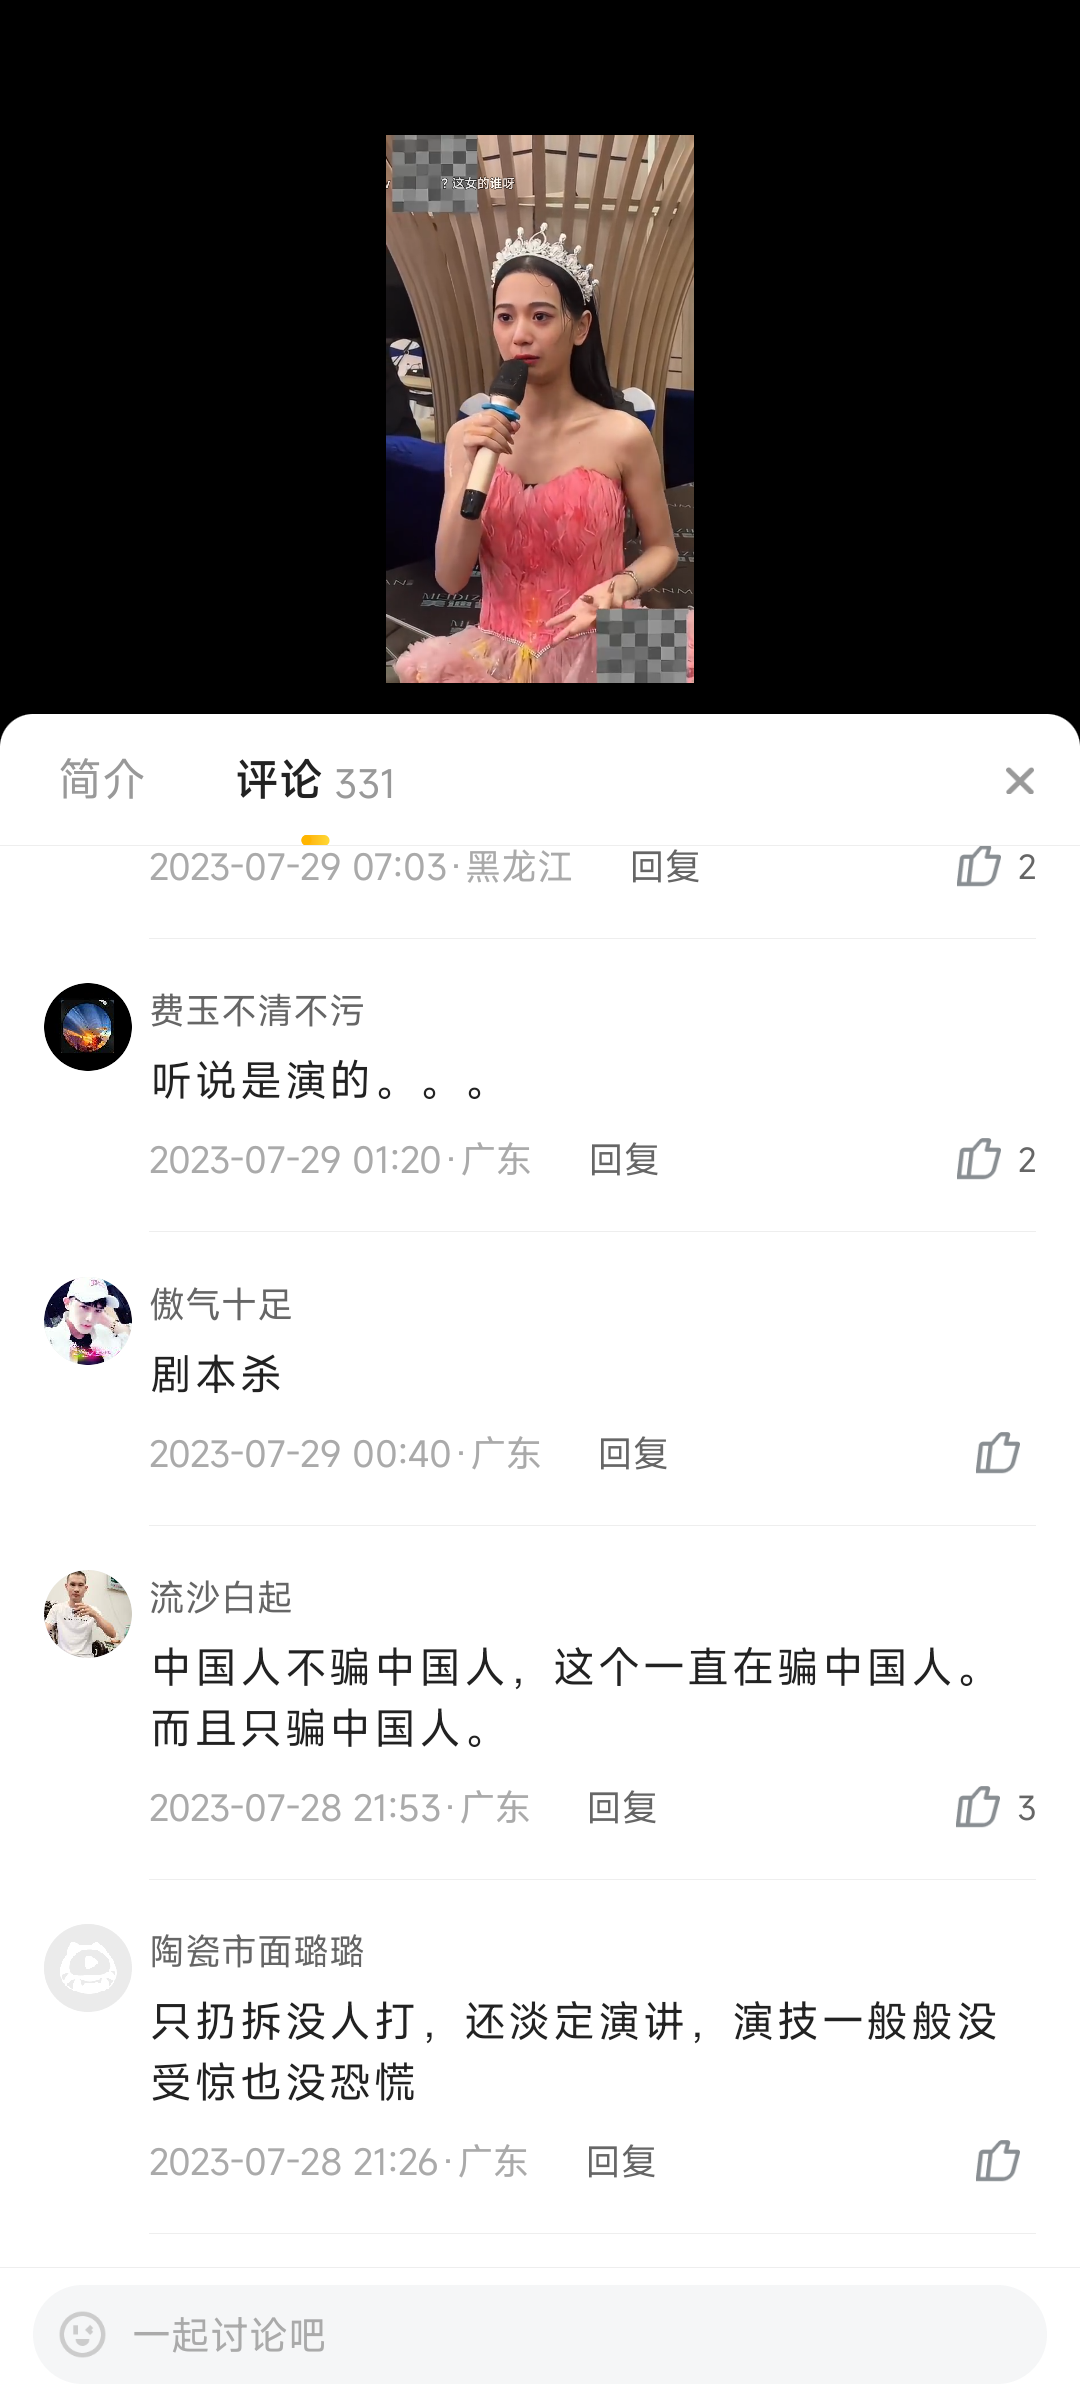 ？这女的谁呀
简介
评论 331
2023-07-29 07:03·黑龙江 回复 2
费玉不清不污
听说是演的。。。
2023-07-29 01:20·广东 回复 2
傲气十足
剧本杀
2023-07-29 00:40·广东 回复
流沙白起
中国人不骗中国人，这个一直在骗中国人。
而且只骗中国人。
2023-07-28 21:53·广东 回复 3
陶瓷市面璐璐
只扔拆没人打，还淡定演讲，演技一般般没
受惊也没恐慌
2023-07-28 21:26·广东 回复
一起讨论吧